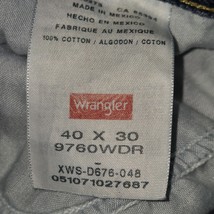 MADE IN MEXICO
HECHO EN MEXICO
FABRIQUE AU MEXIQUE
100% COTTON / ALGODON / COTON
Wrangler
40 X 30
9760WDR
-
XWS-D676-04B
051071027687